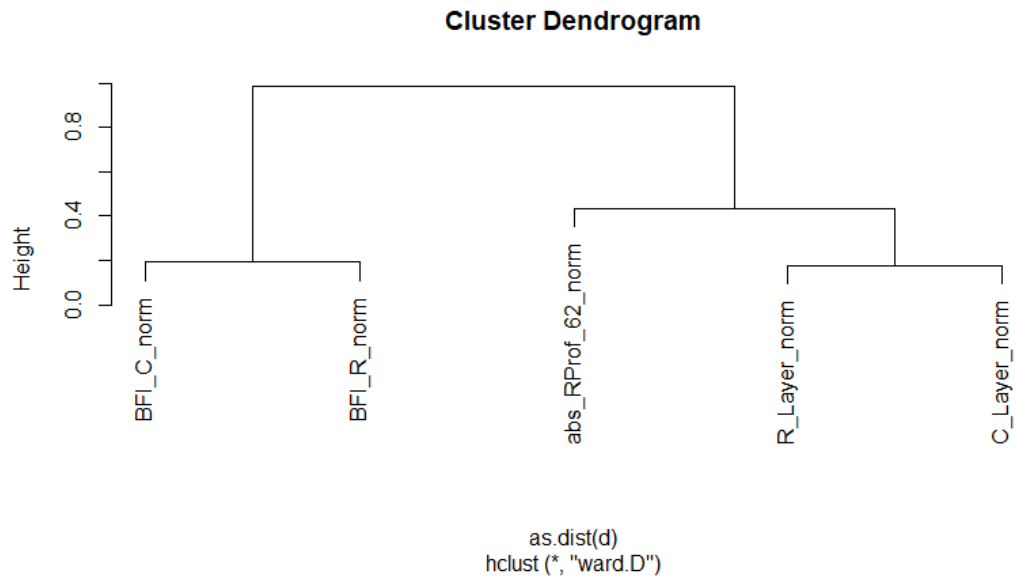 Cluster Dendrogram
Height
0.0
0.4
0.8
BFI_C_norm
BFI_R_norm
abs_RProf_62_norm
R_Layer_norm
C_Layer_norm
as.dist(d)
hclust (*, "ward.D")